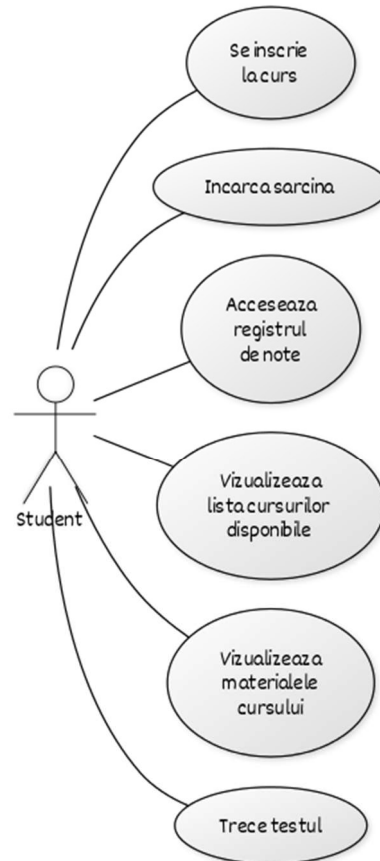 Se inscrie
la curs
Incarca sarcina
Acceseaza
registrul
de note
Student
Vizualizeaza
lista cursurilor
disponibile
Vizualizeaza
materialele
cursului
Trece testul